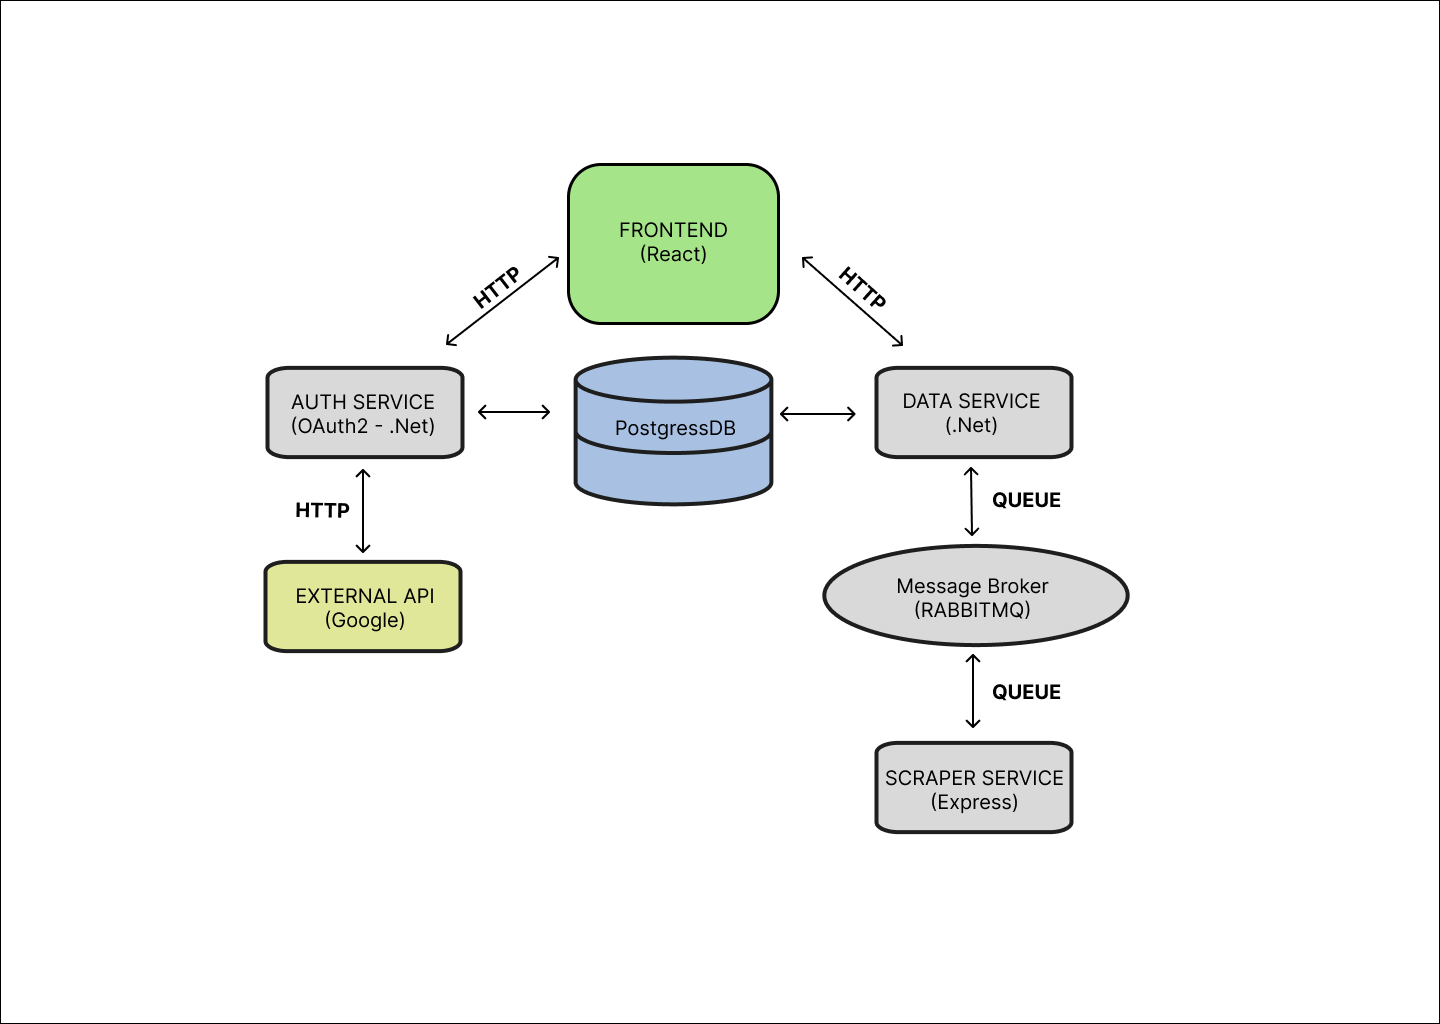 FRONTEND
(React)
HTTP
HTTP
AUTH SERVICE
(OAuth2 - .Net)
PostgressDB
DATA SERVICE
(.Net)
HTTP
QUEUE
EXTERNAL API
(Google)
Message Broker
(RABBITMQ)
QUEUE
SCRAPER SERVICE
(Express)